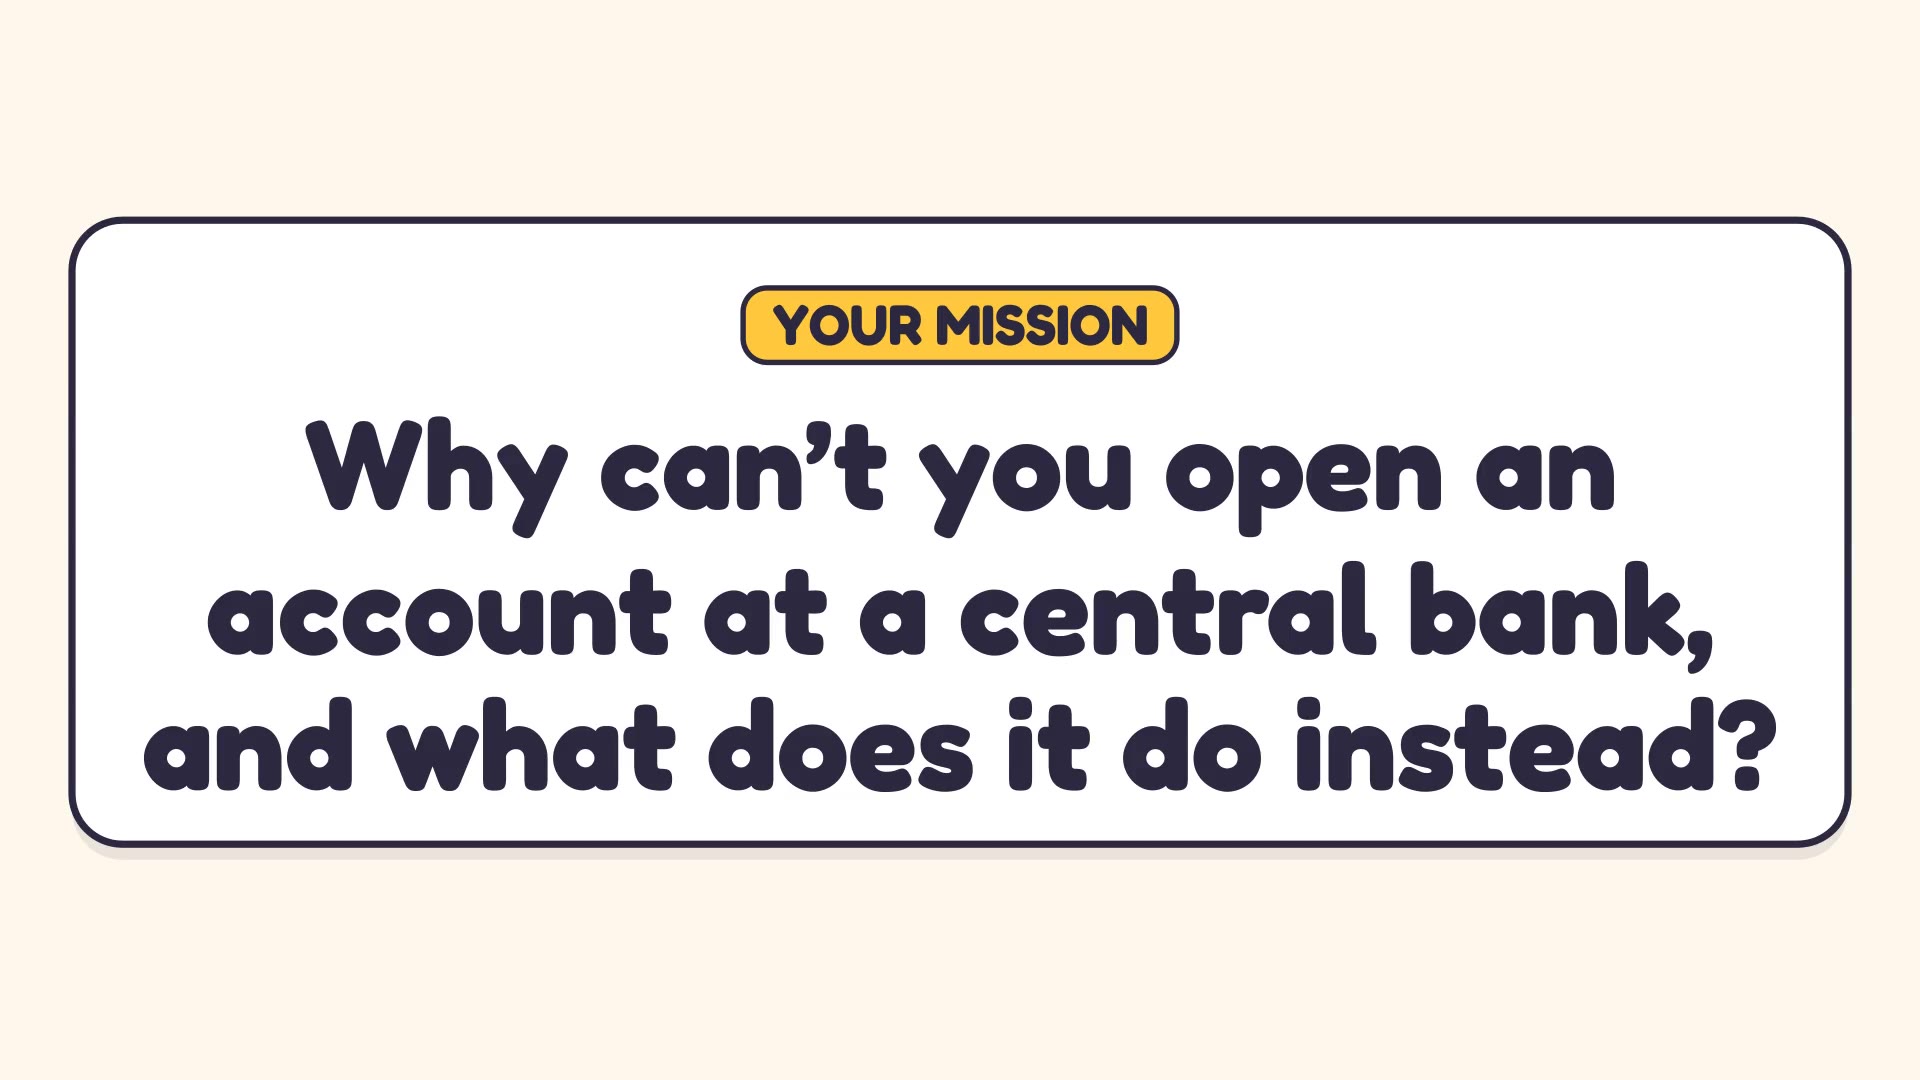 YOUR MISSION
Why can’t you open an
account at a central bank,
and what does it do instead?